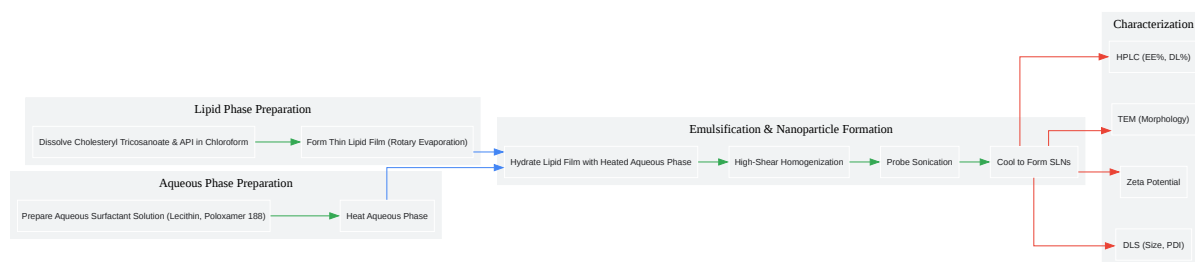 Lipid Phase Preparation
Dissolve Cholesteryl Tricosanoate & API in Chloroform
Form Thin Lipid Film (Rotary Evaporation)
Aqueous Phase Preparation
Prepare Aqueous Surfactant Solution (Lecithin, Poloxamer 188)
Heat Aqueous Phase
Emulsification & Nanoparticle Formation
Hydrate Lipid Film with Heated Aqueous Phase
High-Shear Homogenization
Probe Sonication
Cool to Form SLNs
Characterization
HPLC (EE%, DL%)
TEM (Morphology)
Zeta Potential
DLS (Size, PDI)